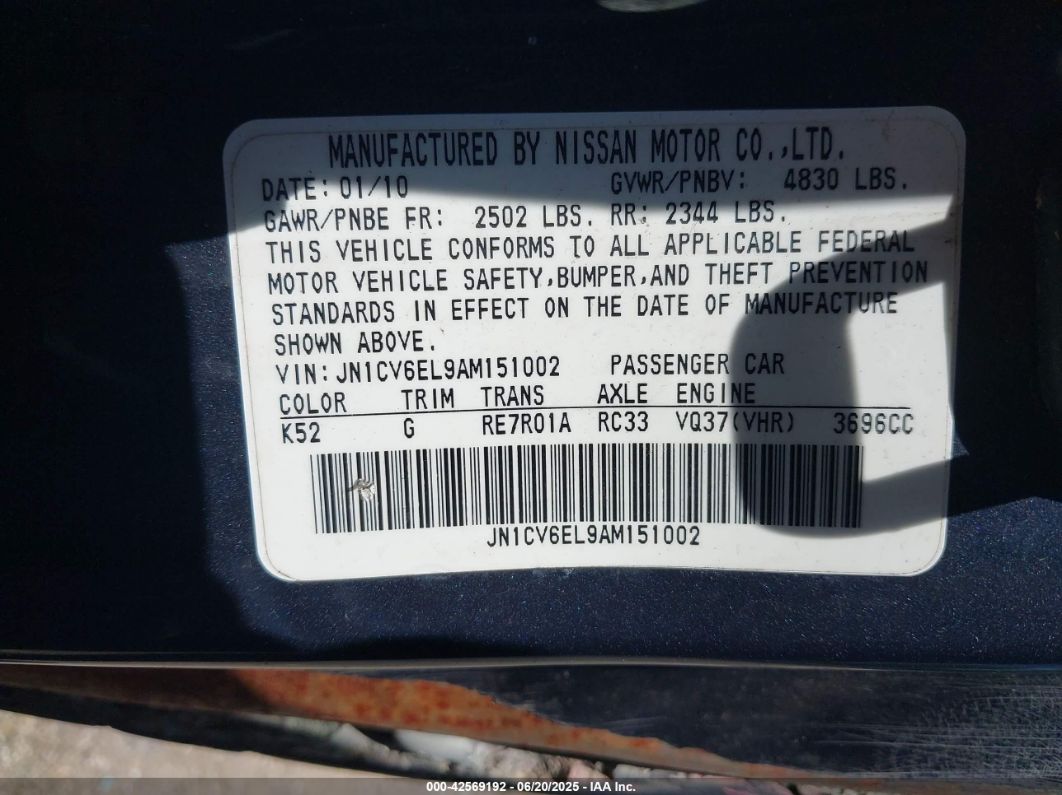 MANUFACTURED BY NISSAN MOTOR CO.,LTD.
DATE: 01/10 GVWR/PNBV: 4830 LBS.
GAWR/PNBE FR: 2502 LBS. RR: 2344 LBS.
THIS VEHICLE CONFORMS TO ALL APPLICABLE FEDERAL
MOTOR VEHICLE SAFETY,BUMPER,AND THEFT PREVENTION
STANDARDS IN EFFECT ON THE DATE OF MANUFACTURE
SHOWN ABOVE.
VIN: JN1CV6EL9AM151002 PASSENGER CAR
COLOR TRIM TRANS AXLE ENGINE
K52 G RE7R01A RC33 VQ37(VHR) 3696CC
JN1CV6EL9AM151002
000-42569192 - 06/20/2025 - IAA Inc.